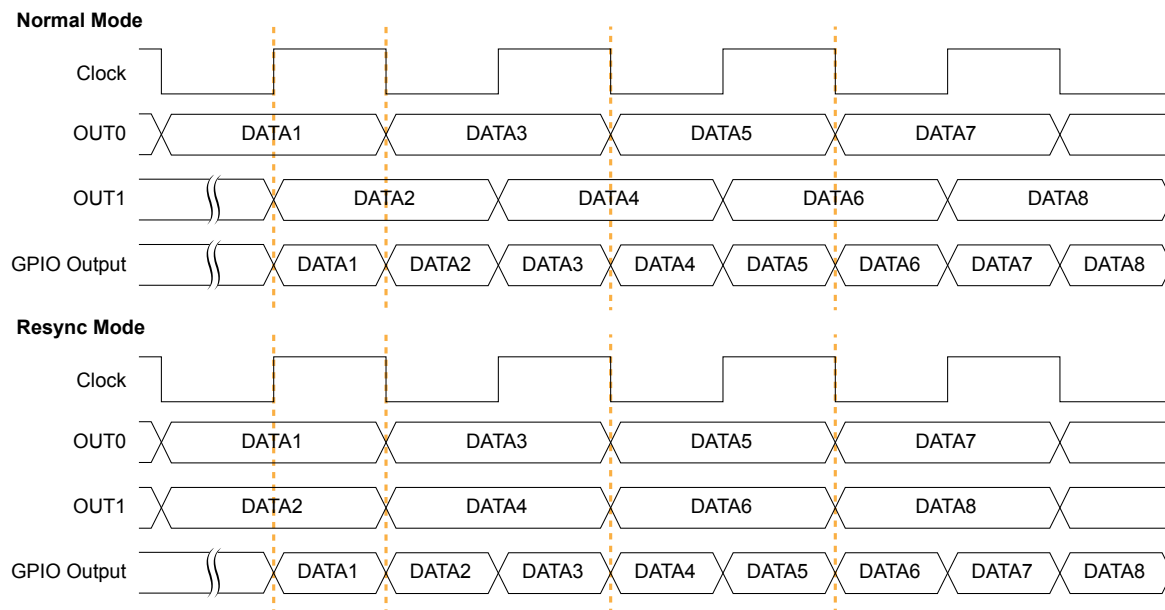 Normal Mode
Clock
OUT0 DATA1 DATA3 DATA5 DATA7
OUT1 DATA2 DATA4 DATA6 DATA8
GPIO Output DATA1 DATA2 DATA3 DATA4 DATA5 DATA6 DATA7 DATA8
Resync Mode
Clock
OUT0 DATA1 DATA3 DATA5 DATA7
OUT1 DATA2 DATA4 DATA6 DATA8
GPIO Output DATA1 DATA2 DATA3 DATA4 DATA5 DATA6 DATA7 DATA8